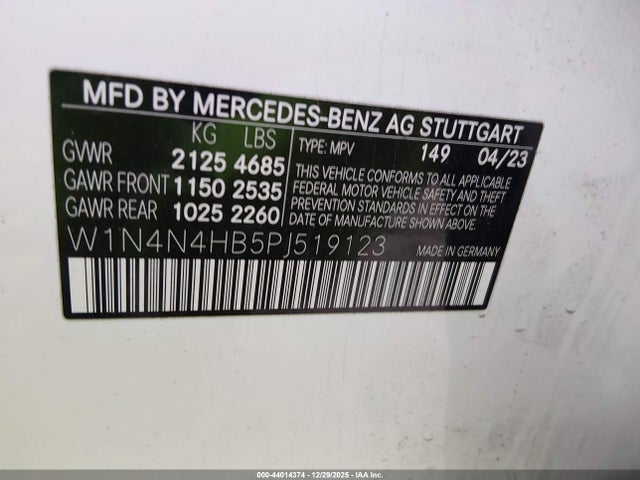 MFD BY MERCEDES-BENZ AG STUTTGART
KG LBS
GVWR 2125 4685
GAWR FRONT 1150 2535
GAWR REAR 1025 2260
TYPE: MPV 149 04/23
THIS VEHICLE CONFORMS TO ALL APPLICABLE
FEDERAL MOTOR VEHICLE SAFETY AND THEFT
PREVENTION STANDARDS IN EFFECT ON THE
DATE OF MANUFACTURE SHOWN ABOVE.
W1N4N4HB5PJ519123 MADE IN GERMANY
000-44014374 | 12/29/2025 - IAAI.com